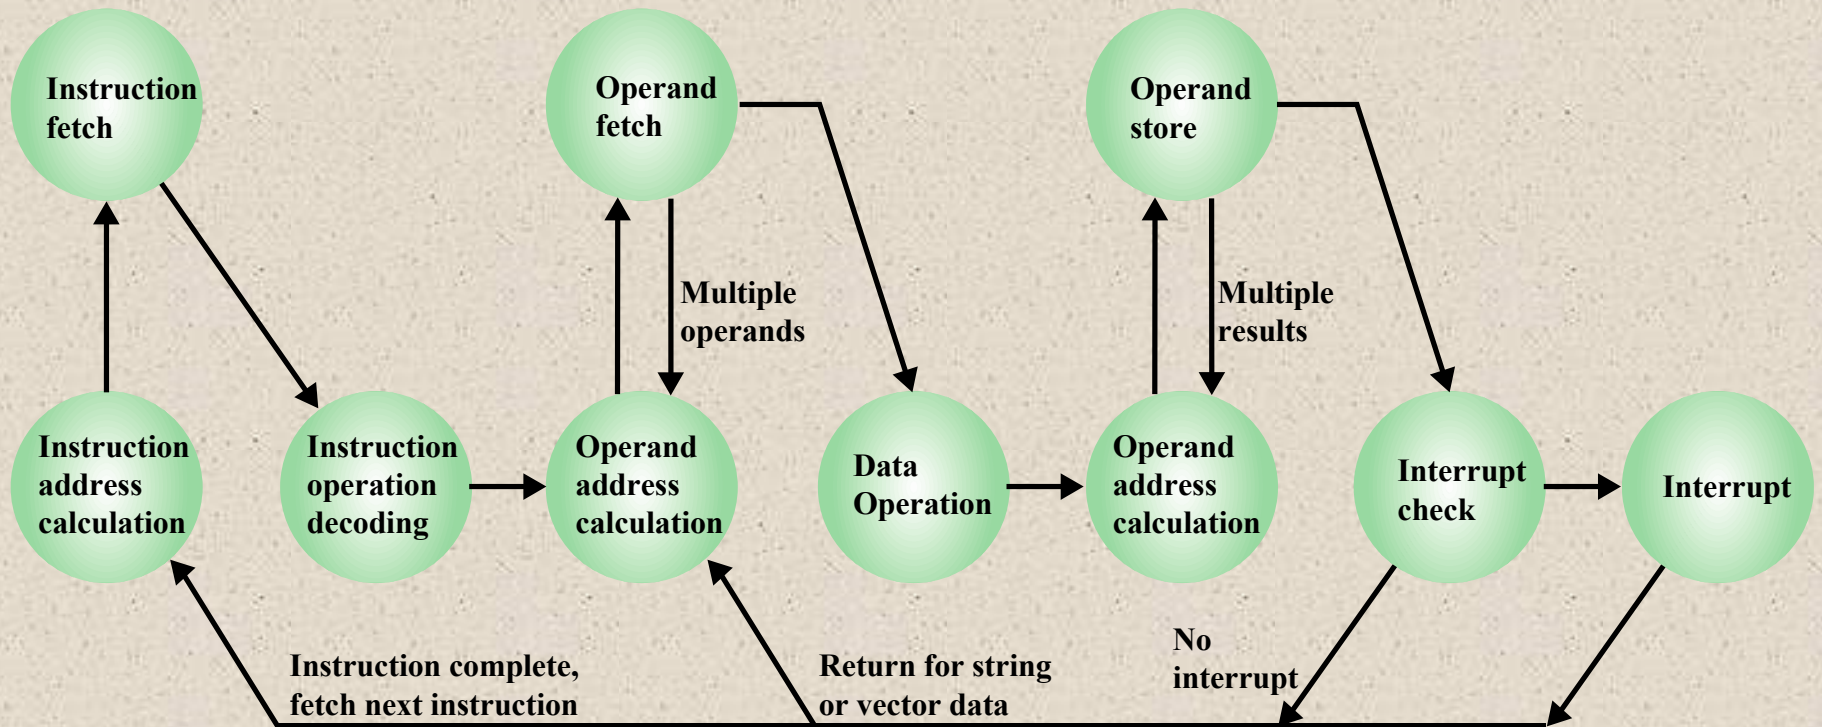 Instruction
fetch
Operand
fetch
Operand
store
Multiple
operands
Multiple
results
Instruction
address
calculation
Instruction
operation
decoding
Operand
address
calculation
Data
Operation
Operand
address
calculation
Interrupt
check
Interrupt
Instruction complete,
fetch next instruction
Return for string
or vector data
No
interrupt